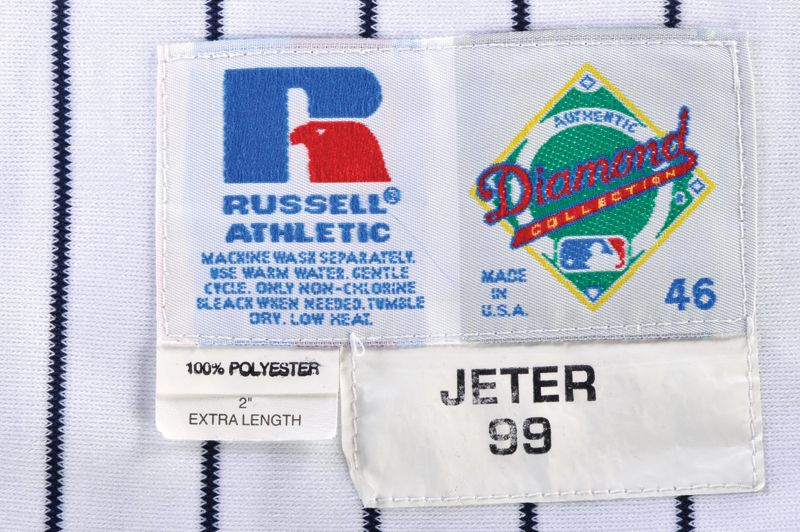 RUSSELL®
ATHLETIC
MACHINE WASH SEPARATELY.
USE WARM WATER. GENTLE
CYCLE. ONLY NON-CHLORINE
BLEACH WHEN NEEDED. TUMBLE
DRY. LOW HEAT.
AUTHENTIC
Diamond
COLLECTION
MADE
IN
U.S.A.
46
100% POLYESTER
2"
EXTRA LENGTH
JETER
99